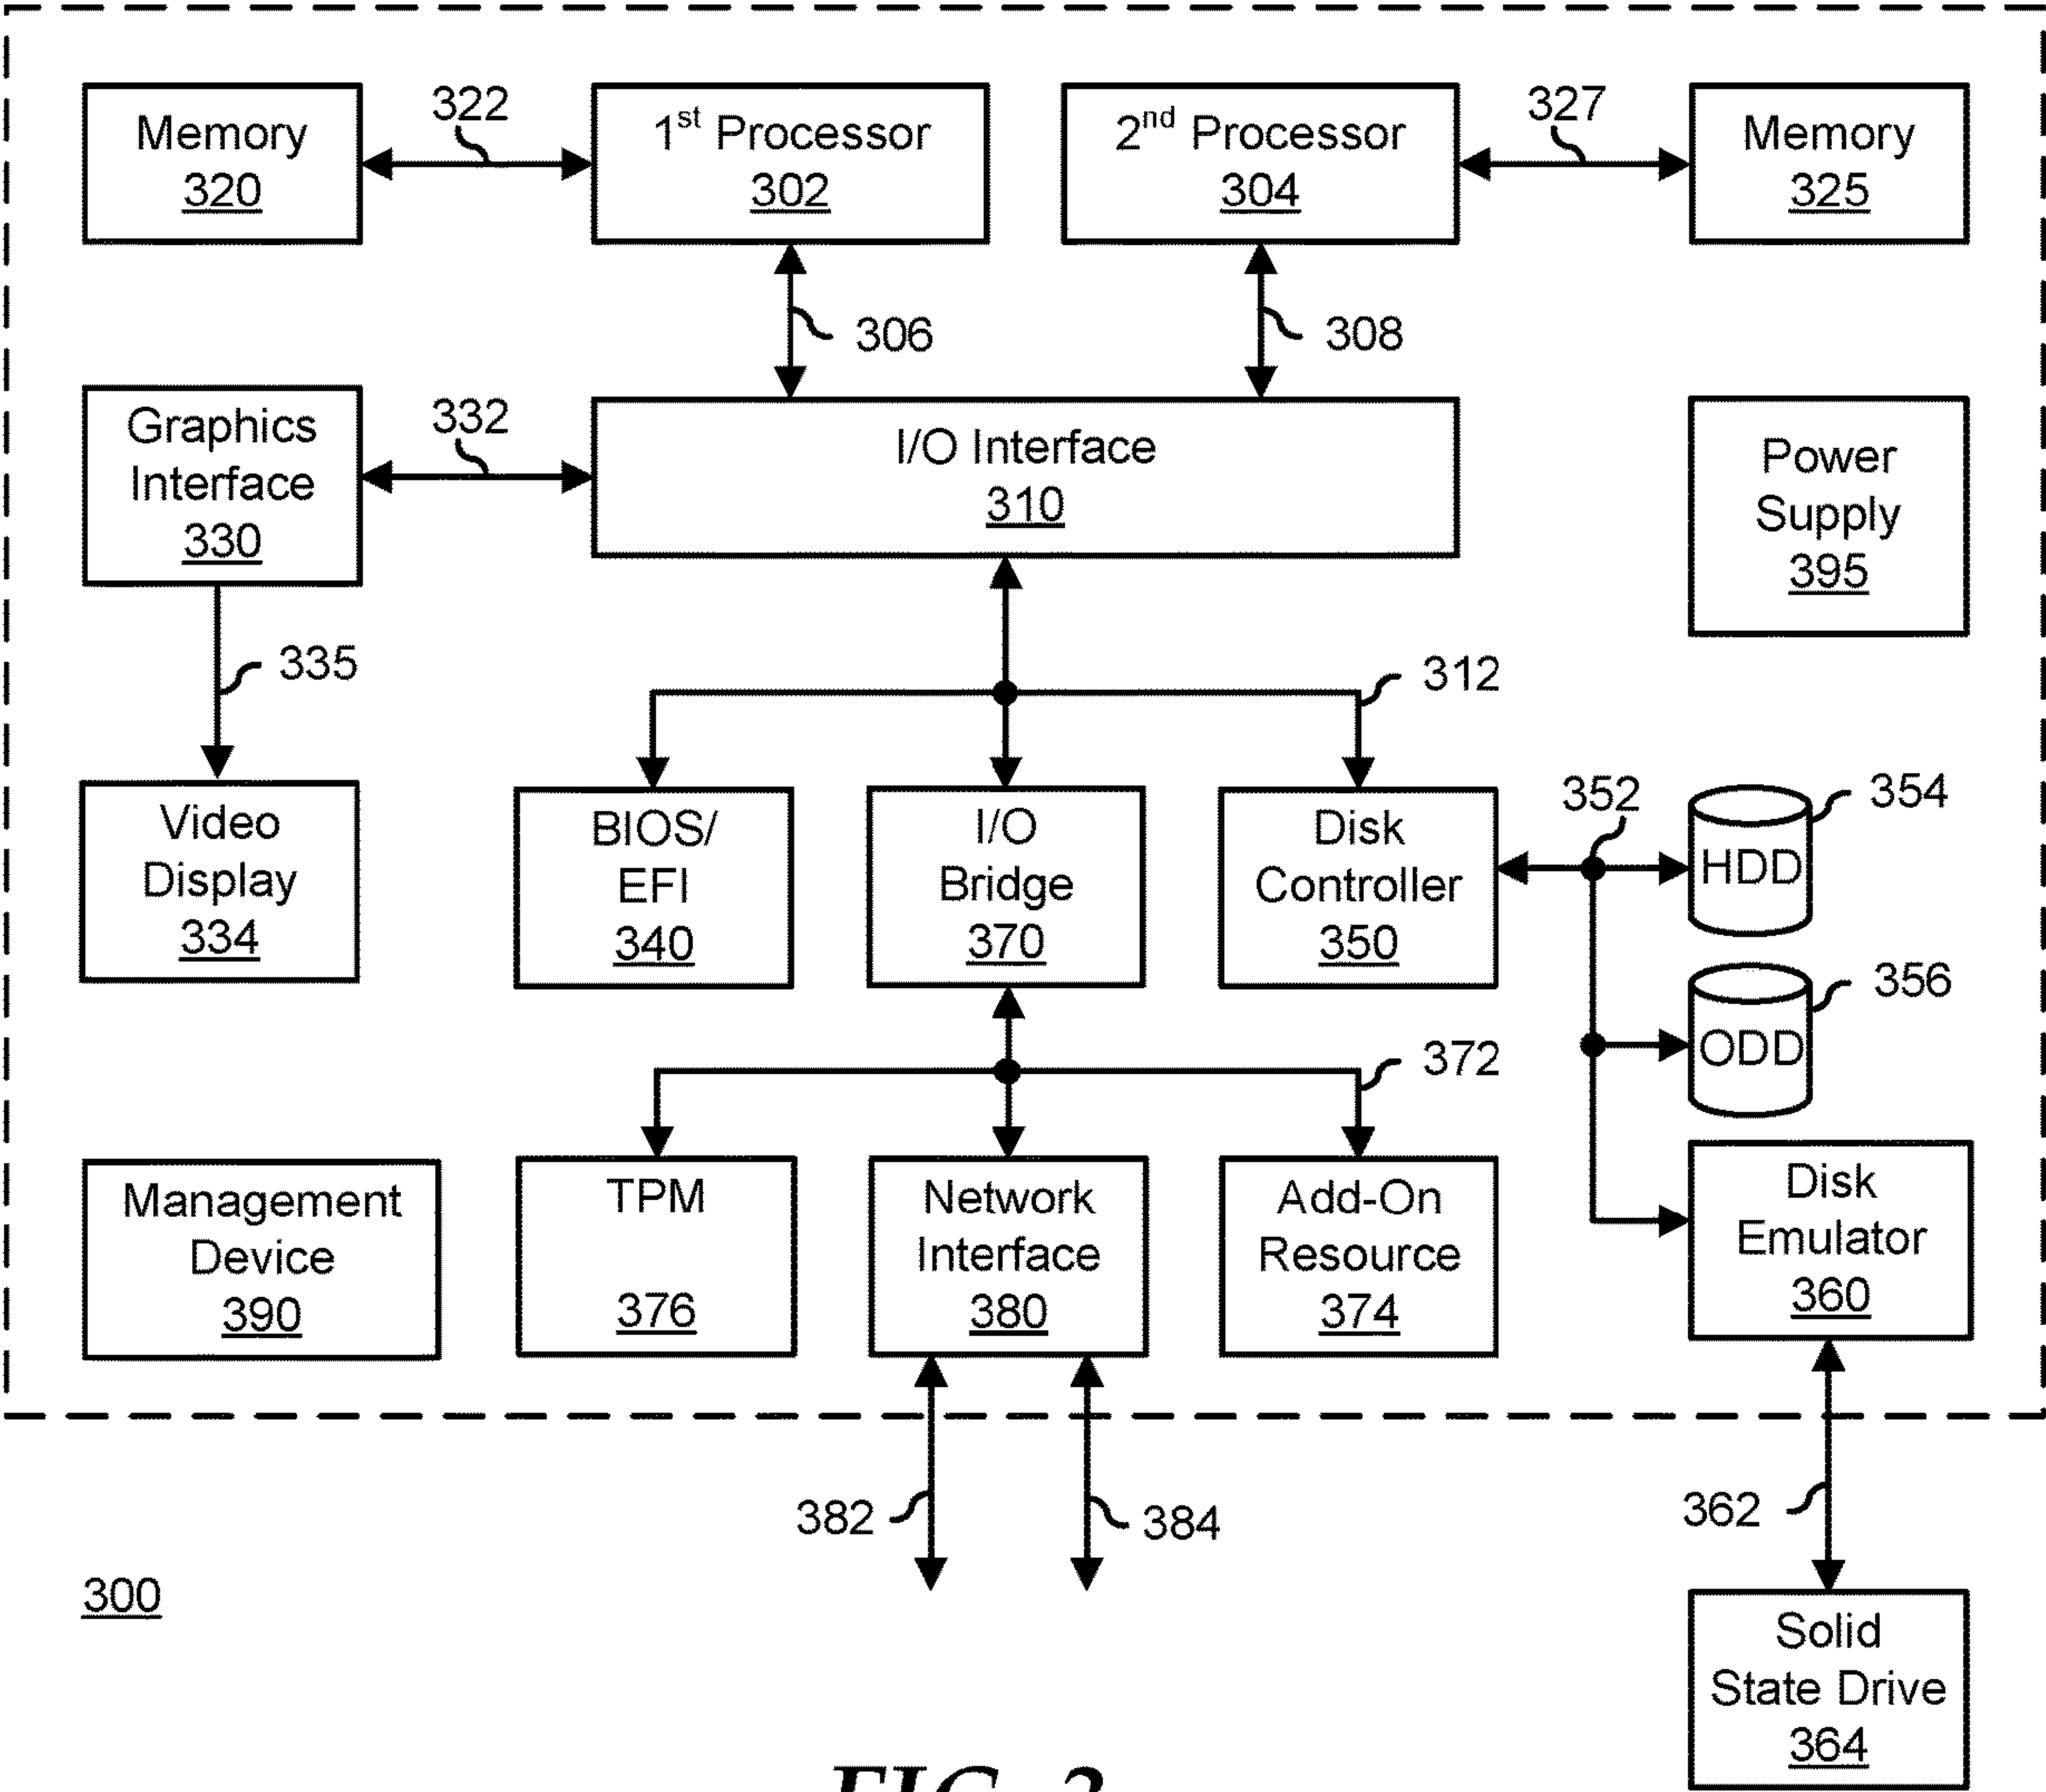 Memory
320
322
1st Processor
302
2nd Processor
304
327
Memory
325
306
308
Graphics
Interface
330
332
I/O Interface
310
Power
Supply
395
335
312
Video
Display
334
BIOS/
EFI
340
I/O
Bridge
370
Disk
Controller
350
352
354
HDD
356
ODD
372
Management
Device
390
TPM
376
Network
Interface
380
Add-On
Resource
374
Disk
Emulator
360
382
384
362
300
Solid
State Drive
364